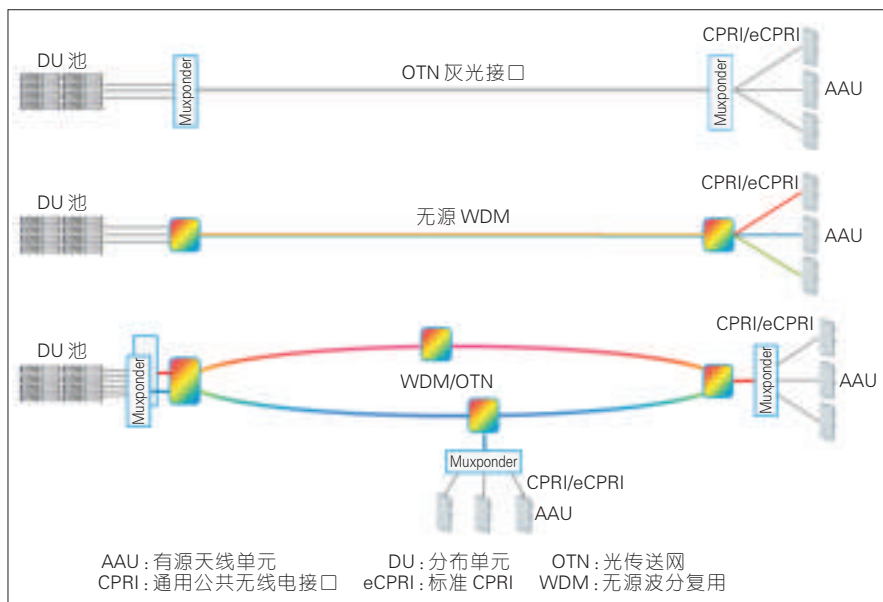 CPRI/eCPRI
DU 池
Muxponder
OTN 灰光接口
Muxponder
AAU
CPRI/eCPRI
DU 池
无源 WDM
AAU
CPRI/eCPRI
DU 池
Muxponder
WDM/OTN
Muxponder
AAU
Muxponder
CPRI/eCPRI
AAU
AAU:有源天线单元 DU:分布单元 OTN:光传送网
CPRI:通用公共无线电接口 eCPRI:标准 CPRI WDM:无源波分复用